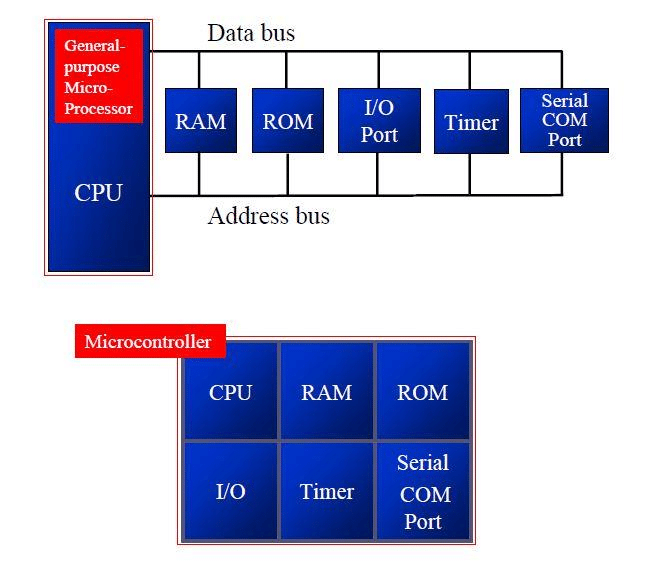 Data bus
General-
purpose
Micro-
Processor
CPU
RAM
ROM
I/O
Port
Timer
Serial
COM
Port
Address bus
Microcontroller
CPU
RAM
ROM
I/O
Timer
Serial
COM
Port